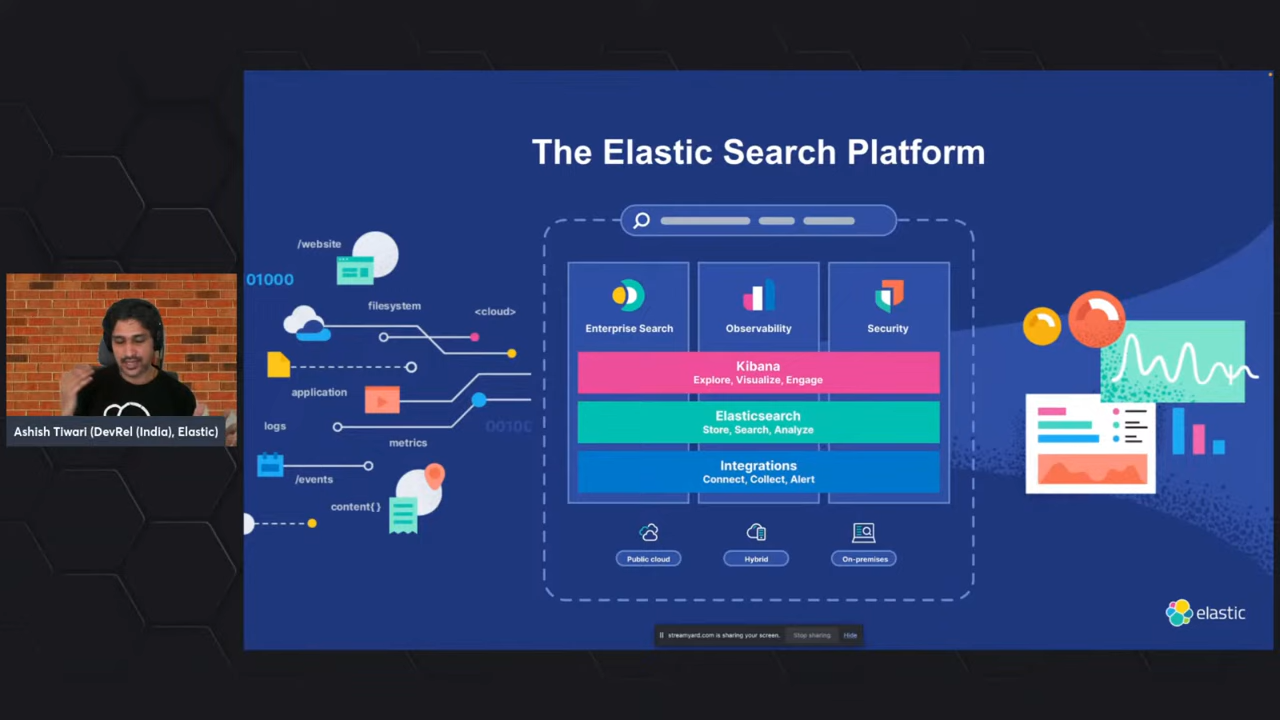 The Elastic Search Platform
/website
01000
filesystem
<cloud>
application
logs
metrics
/events
content{}
0010C
Enterprise Search
Observability
Security
Kibana
Explore, Visualize, Engage
Elasticsearch
Store, Search, Analyze
Integrations
Connect, Collect, Alert
Public cloud
Hybrid
On-premises
elastic
streamyard.com is sharing your screen.
Stop sharing
Hide
Ashish Tiwari (DevRel (India), Elastic)